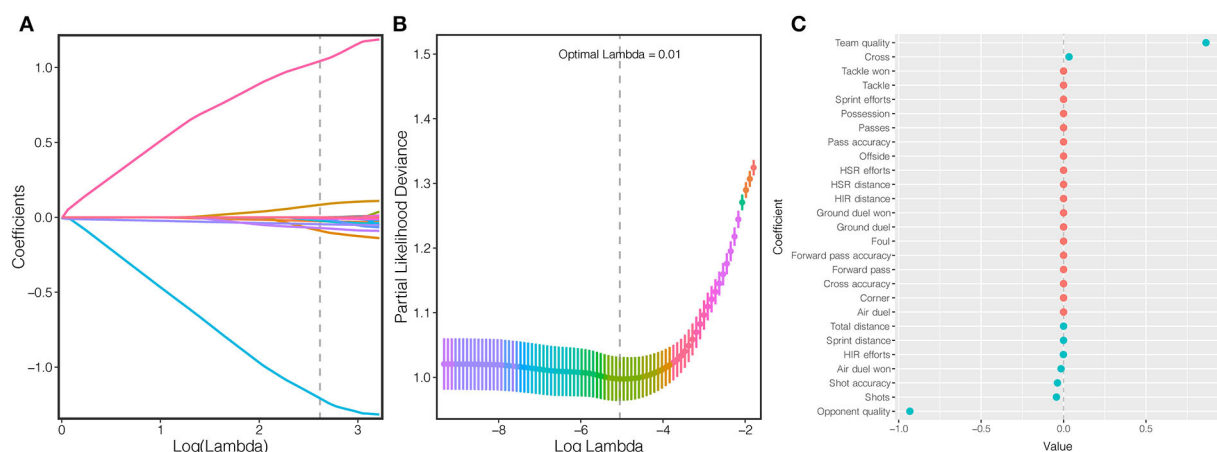 A
Coefficients
1.0
0.5
0.0
−0.5
−1.0
0
1
2
3
Log(Lambda)
B
Partial Likelihood Deviance
1.5
1.4
1.3
1.2
1.1
1.0
Optimal Lambda = 0.01
−8
−6
−4
−2
Log Lambda
C
Coefficient
Team quality
Cross
Tackle won
Tackle
Sprint efforts
Possession
Passes
Pass accuracy
Offside
HSR efforts
HSR distance
HIR distance
Ground duel won
Ground duel
Foul
Forward pass accuracy
Forward pass
Cross accuracy
Corner
Air duel
Total distance
Sprint distance
HIR efforts
Air duel won
Shot accuracy
Shots
Opponent quality
−1.0
−0.5
0.0
0.5
Value